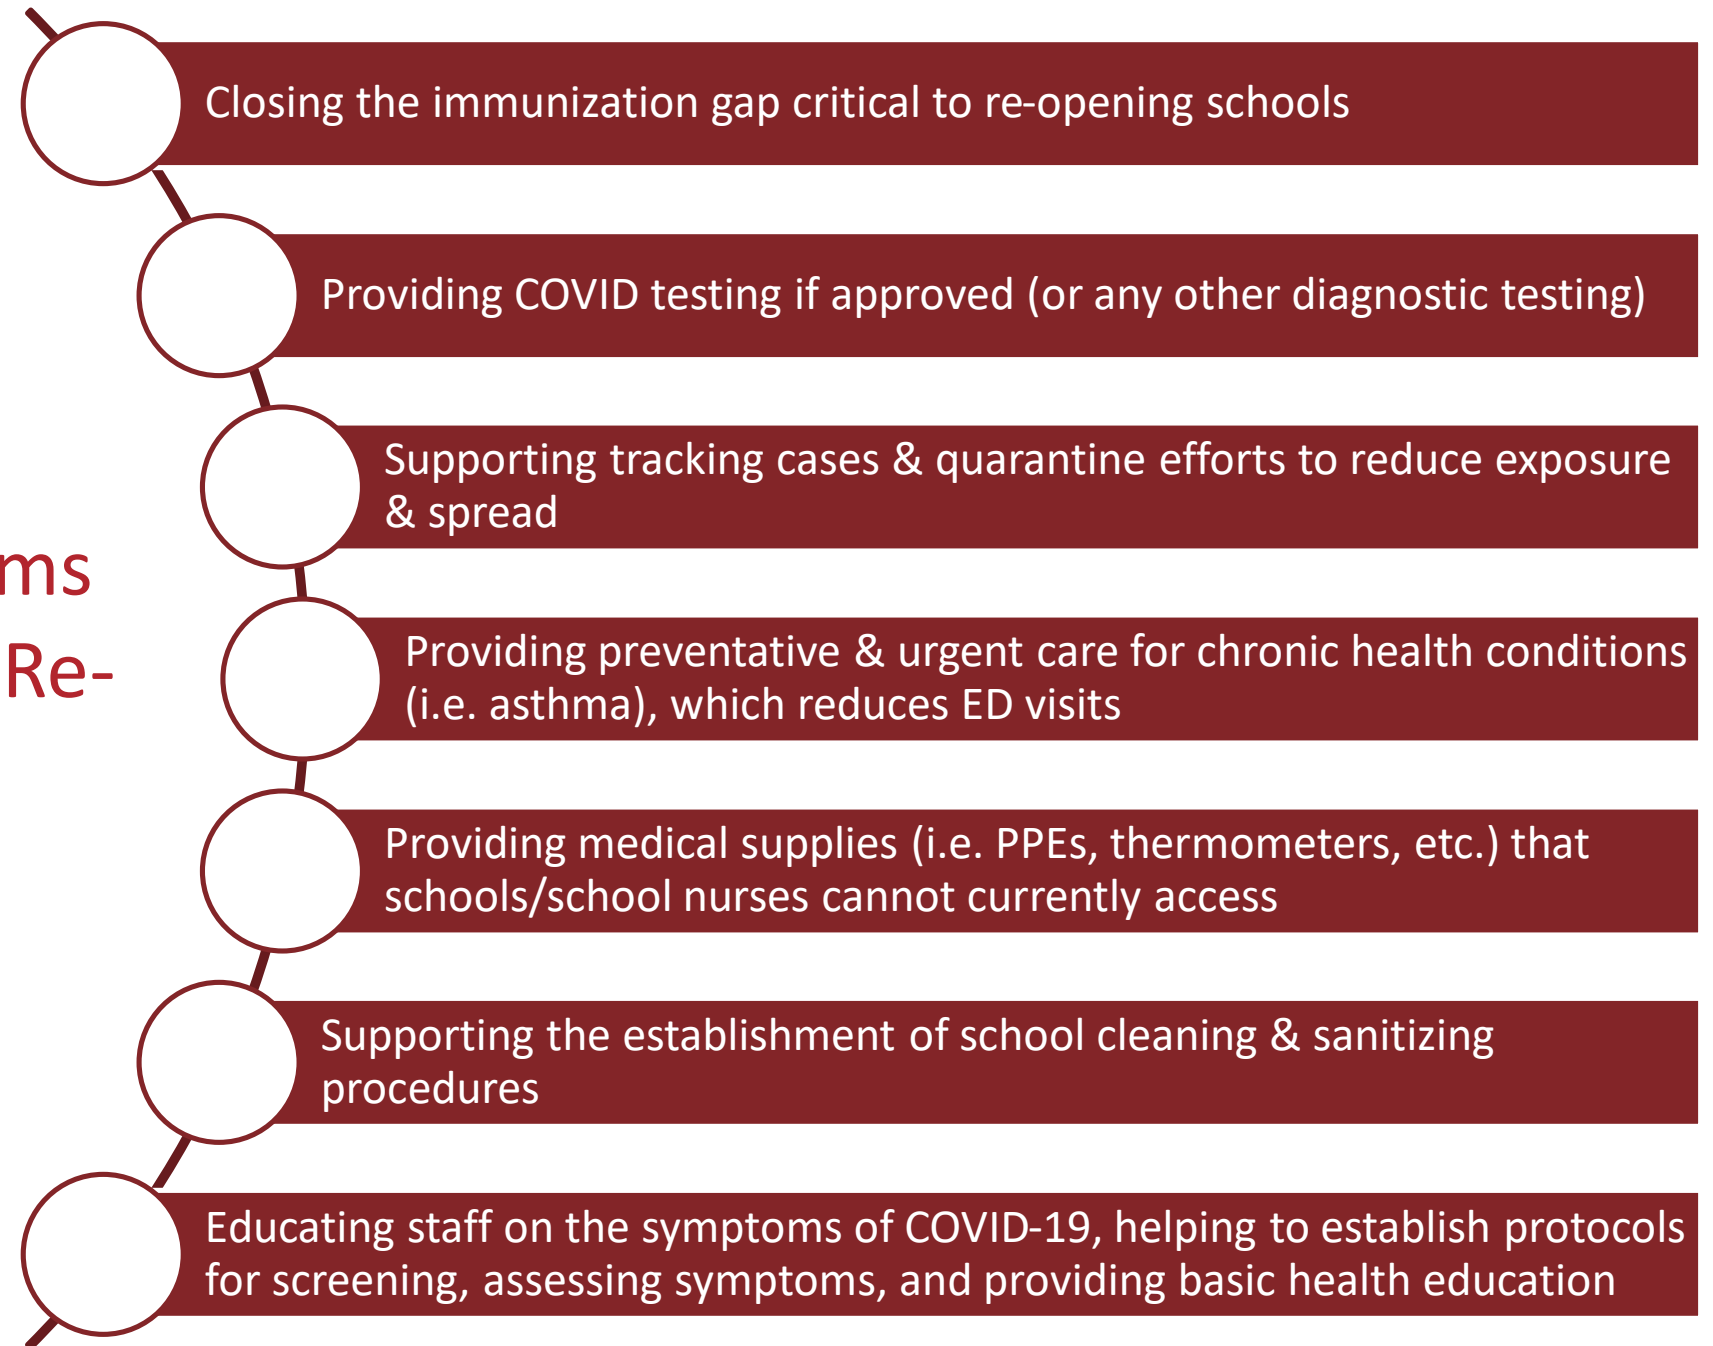 Closing the immunization gap critical to re-opening schools
Providing COVID testing if approved (or any other diagnostic testing)
Supporting tracking cases & quarantine efforts to reduce exposure
& spread
ms
Re-
Providing preventative & urgent care for chronic health conditions
(i.e. asthma), which reduces ED visits
Providing medical supplies (i.e. PPEs, thermometers, etc.) that
schools/school nurses cannot currently access
Supporting the establishment of school cleaning & sanitizing
procedures
Educating staff on the symptoms of COVID-19, helping to establish protocols
for screening, assessing symptoms, and providing basic health education